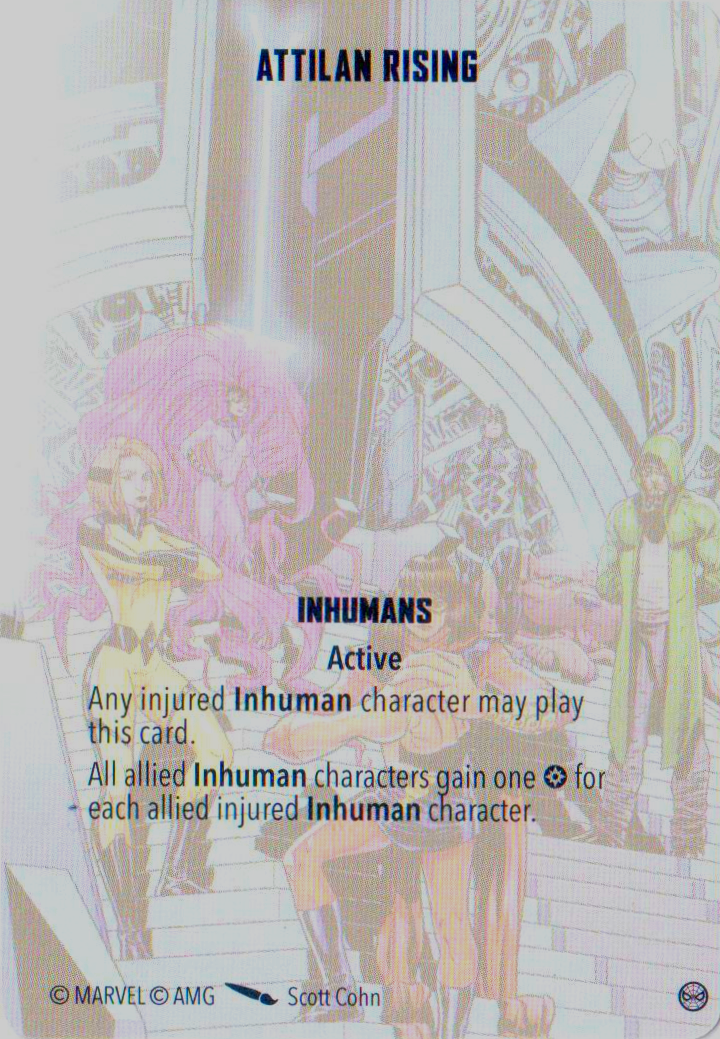 ATTILAN RISING
INHUMANS
Active
Any injured Inhuman character may play
this card.
All allied Inhuman characters gain one for
each allied injured Inhuman character.
© MARVEL © AMG Scott Cohn